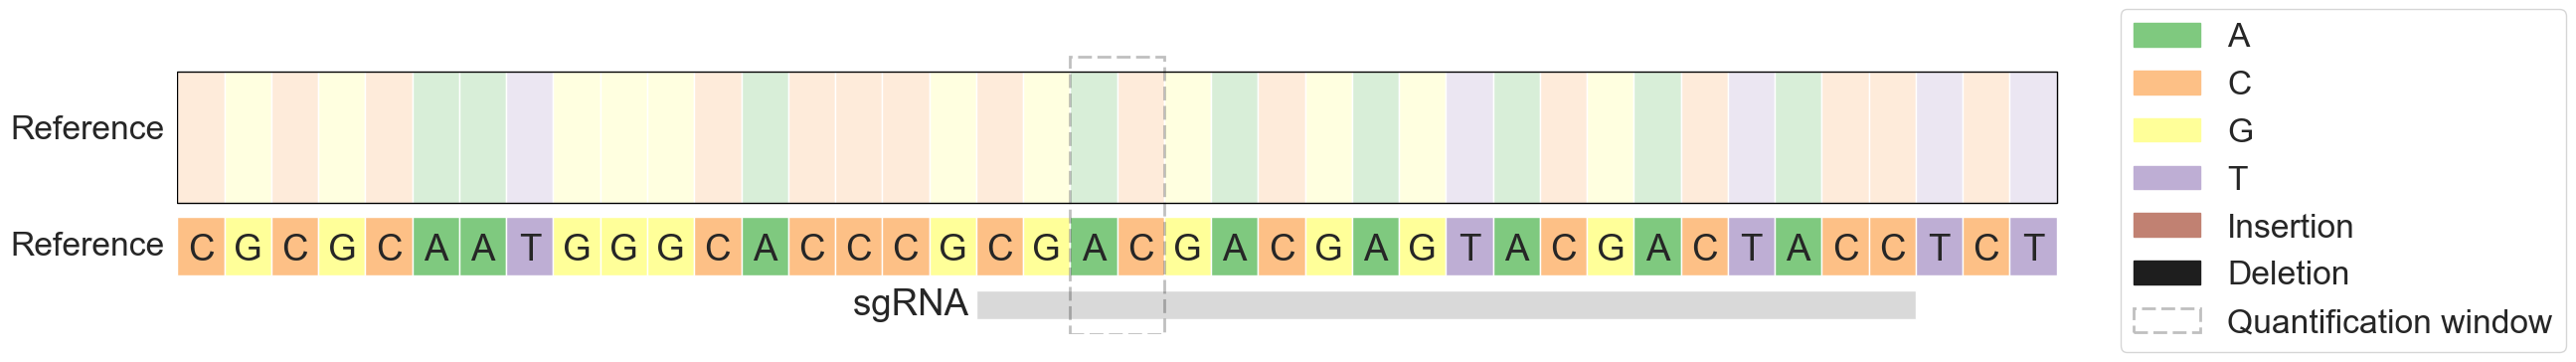 Reference
Reference C G C G C A A T G G G C A C C C G C G A C G A C G A G T A C G A C T A C C T C T
sgRNA
A
C
G
T
Insertion
Deletion
Quantification window